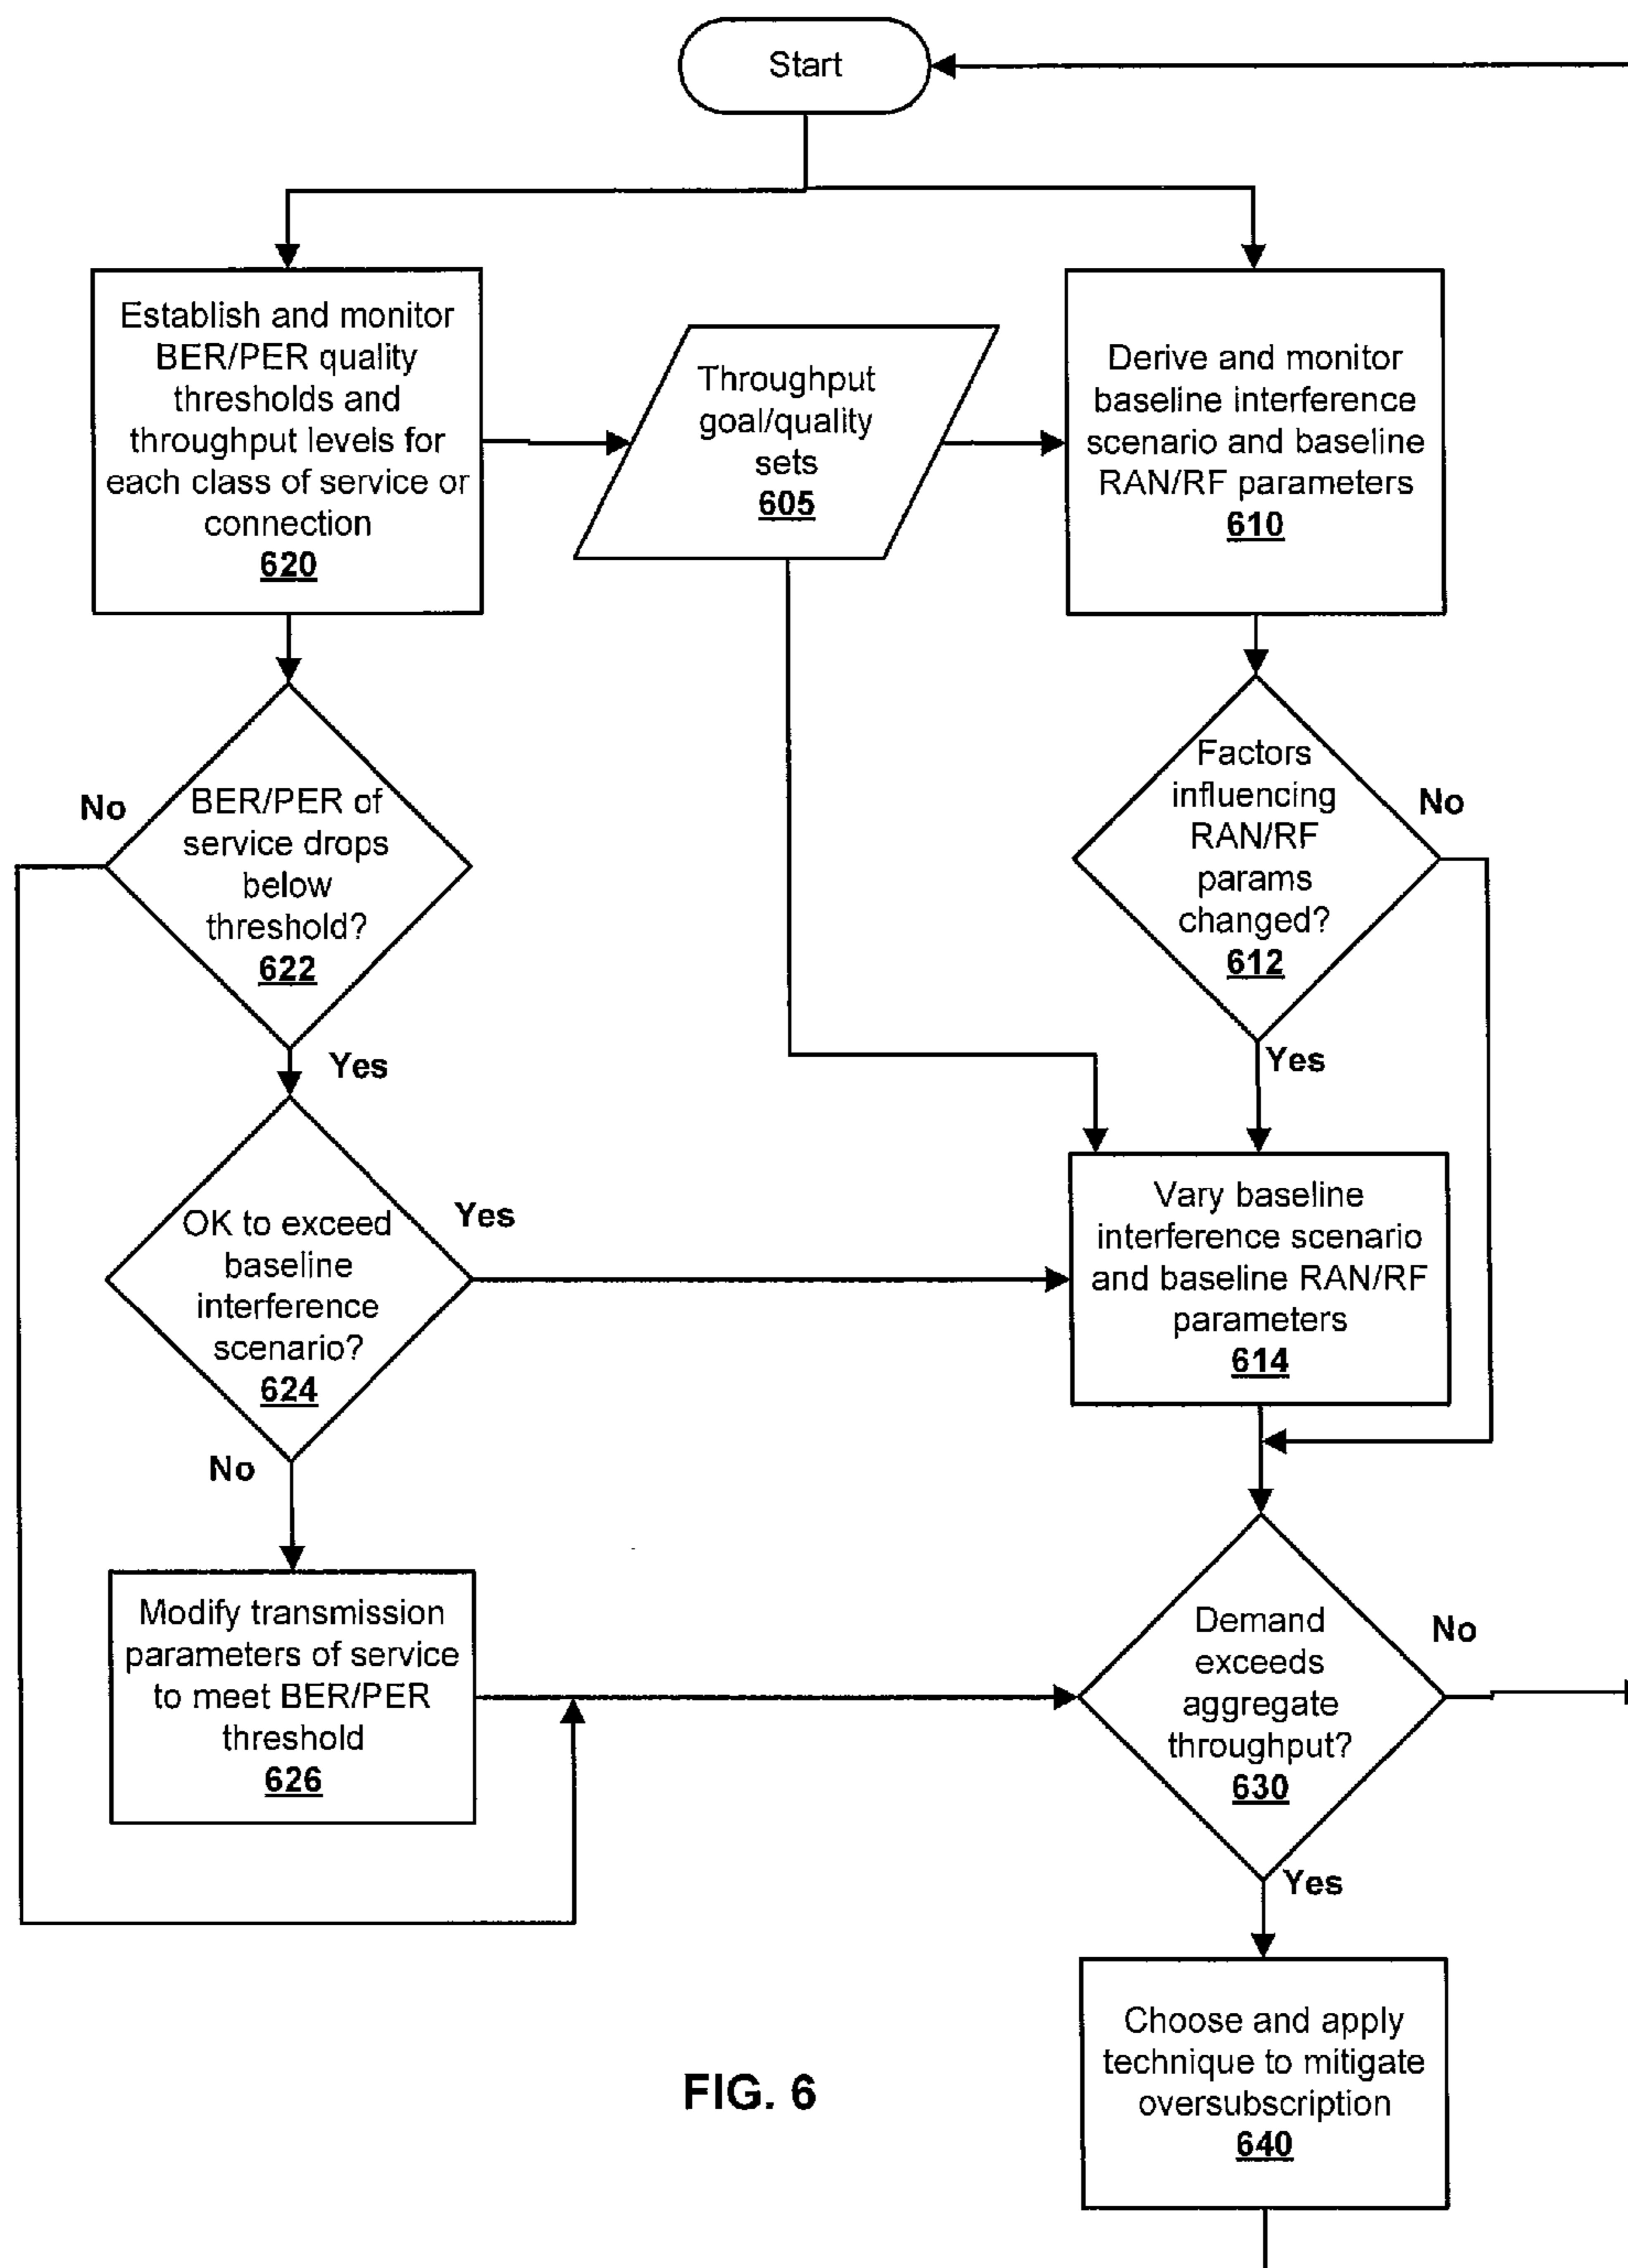 Start
Establish and monitor
BER/PER quality
thresholds and
throughput levels for
each class of service or
connection
620
Throughput
goal/quality
sets
605
Derive and monitor
baseline interference
scenario and baseline
RAN/RF parameters
610
No
BER/PER of
service drops
below
threshold?
622
Yes
Factors
influencing
RAN/RF
params
changed?
612
No
Yes
OK to exceed
baseline
interference
scenario?
624
Yes
No
Vary baseline
interference scenario
and baseline RAN/RF
parameters
614
Modify transmission
parameters of service
to meet BER/PER
threshold
626
Demand
exceeds
aggregate
throughput?
630
No
Yes
Choose and apply
technique to mitigate
oversubscription
640
FIG. 6